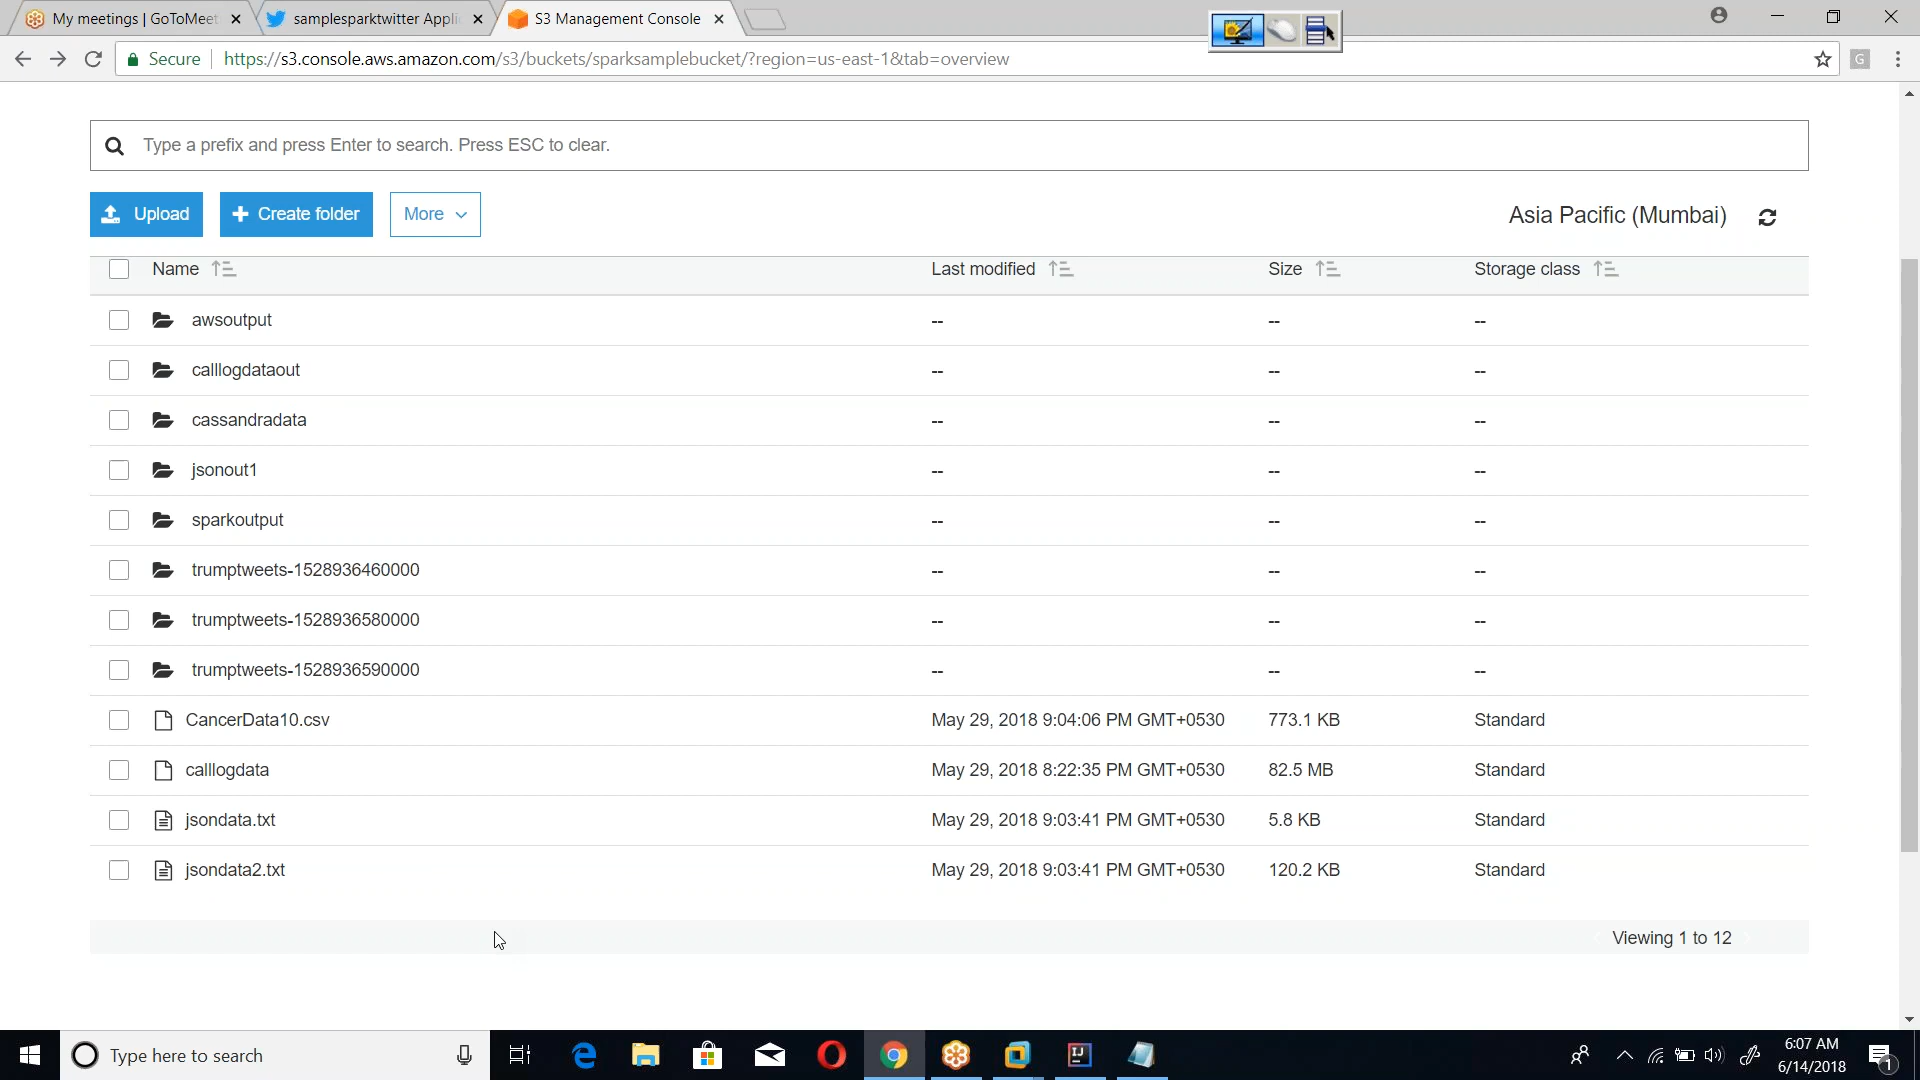 My meetings | GoToMeet
samplesparktwitter Appli
S3 Management Console
Secure
https://s3.console.aws.amazon.com/s3/buckets/sparksamplebucket/?region=us-east-1&tab=overview
G
Type a prefix and press Enter to search. Press ESC to clear.
Upload
Create folder
More
Asia Pacific (Mumbai)
Name
Last modified
Size
Storage class
awsoutput -- -- --
calllogdataout -- -- --
cassandradata -- -- --
jsonout1 -- -- --
sparkoutput -- -- --
trumptweets-1528936460000 -- -- --
trumptweets-1528936580000 -- -- --
trumptweets-1528936590000 -- -- --
CancerData10.csv May 29, 2018 9:04:06 PM GMT+0530 773.1 KB Standard
calllogdata May 29, 2018 8:22:35 PM GMT+0530 82.5 MB Standard
jsondata.txt May 29, 2018 9:03:41 PM GMT+0530 5.8 KB Standard
jsondata2.txt May 29, 2018 9:03:41 PM GMT+0530 120.2 KB Standard
Viewing 1 to 12
Type here to search
IJ
6:07 AM
6/14/2018
1